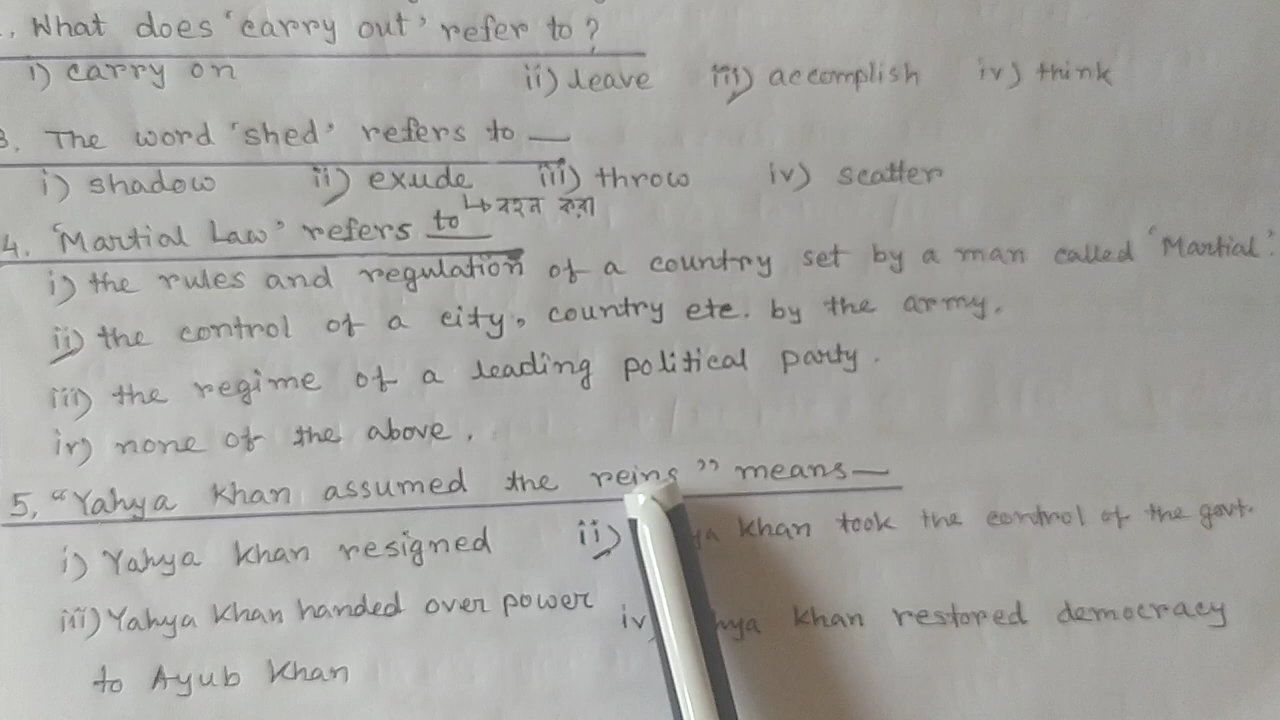 . What does 'carry out' refer to?
i) carry on ii) leave iii) accomplish iv) think
3. The word 'shed' refers to —
i) shadow ii) exude iii) throw iv) scatter
4. 'Martial Law' refers to
i) the rules and regulation of a country set by a man called 'Martial'.
ii) the control of a city, country etc. by the army.
iii) the regime of a leading political party.
iv) none of the above.
5. "Yahya Khan assumed the reins" means—
i) Yahya Khan resigned ii) khan took the control of the govt.
iii) Yahya Khan handed over power iv) khan restored democracy
to Ayub Khan